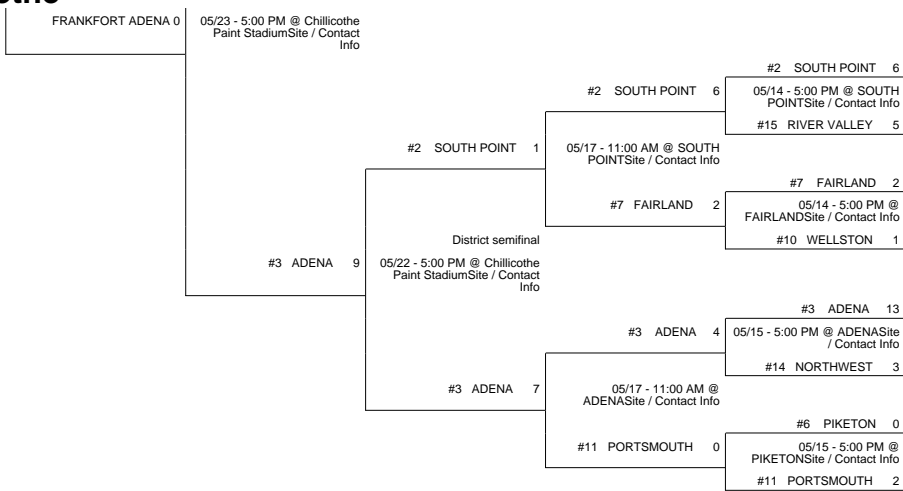 FRANKFORT ADENA 0
05/23 - 5:00 PM @ Chillicothe
Paint StadiumSite / Contact
Info
#2 SOUTH POINT 6
#2 SOUTH POINT 6
05/14 - 5:00 PM @ SOUTH
POINTSite / Contact Info
#15 RIVER VALLEY 5
#2 SOUTH POINT 1
05/17 - 11:00 AM @ SOUTH
POINTSite / Contact Info
#7 FAIRLAND 2
#7 FAIRLAND 2
05/14 - 5:00 PM @
FAIRLANDSite / Contact Info
#10 WELLSTON 1
District semifinal
#3 ADENA 9
05/22 - 5:00 PM @ Chillicothe
Paint StadiumSite / Contact
Info
#3 ADENA 13
#3 ADENA 4
05/15 - 5:00 PM @ ADENASite
/ Contact Info
#14 NORTHWEST 3
#3 ADENA 7
05/17 - 11:00 AM @
ADENASite / Contact Info
#6 PIKETON 0
#11 PORTSMOUTH 0
05/15 - 5:00 PM @
PIKETONSite / Contact Info
#11 PORTSMOUTH 2